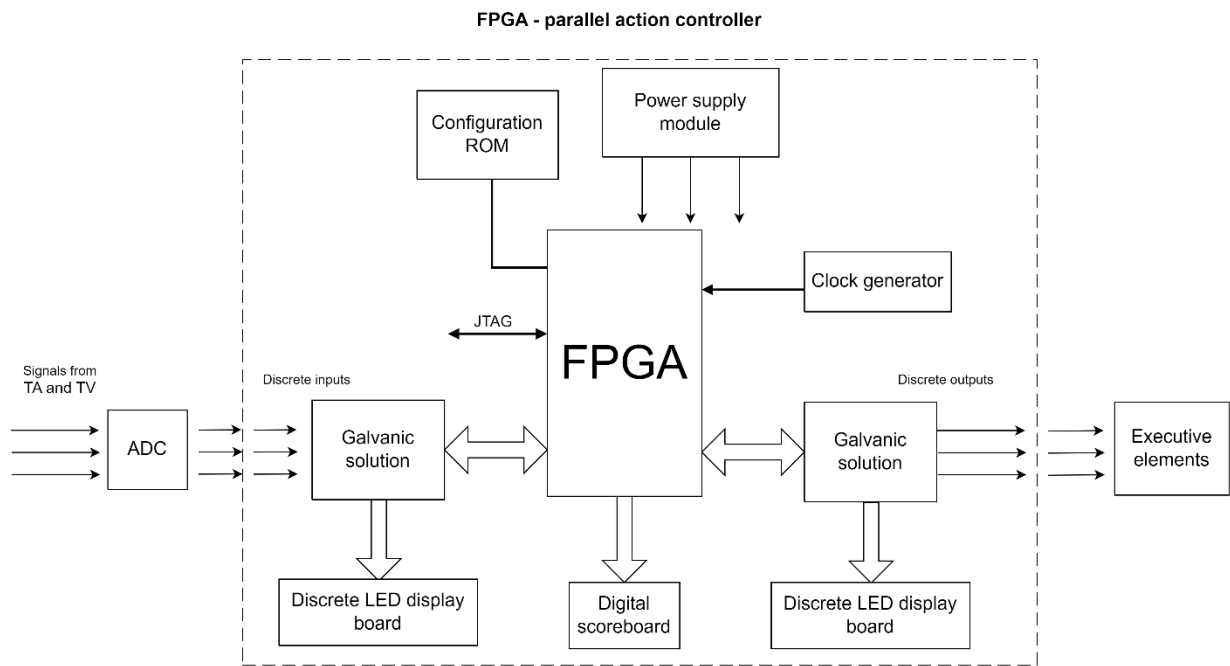 FPGA - parallel action controller
Power supply
module
Configuration
ROM
Clock generator
JTAG
FPGA
Signals from
TA and TV
Discrete inputs
Discrete outputs
ADC
Galvanic
solution
Galvanic
solution
Executive
elements
Discrete LED display
board
Digital
scoreboard
Discrete LED display
board